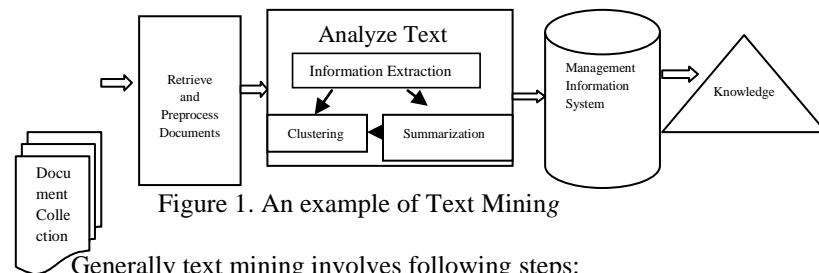 Analyze Text
Information Extraction
Clustering
Summarization
Retrieve
and
Preprocess
Documents
Management
Information
System
Knowledge
Docu
ment
Colle
ction
Figure 1. An example of Text Mining
Generally text mining involves following steps: